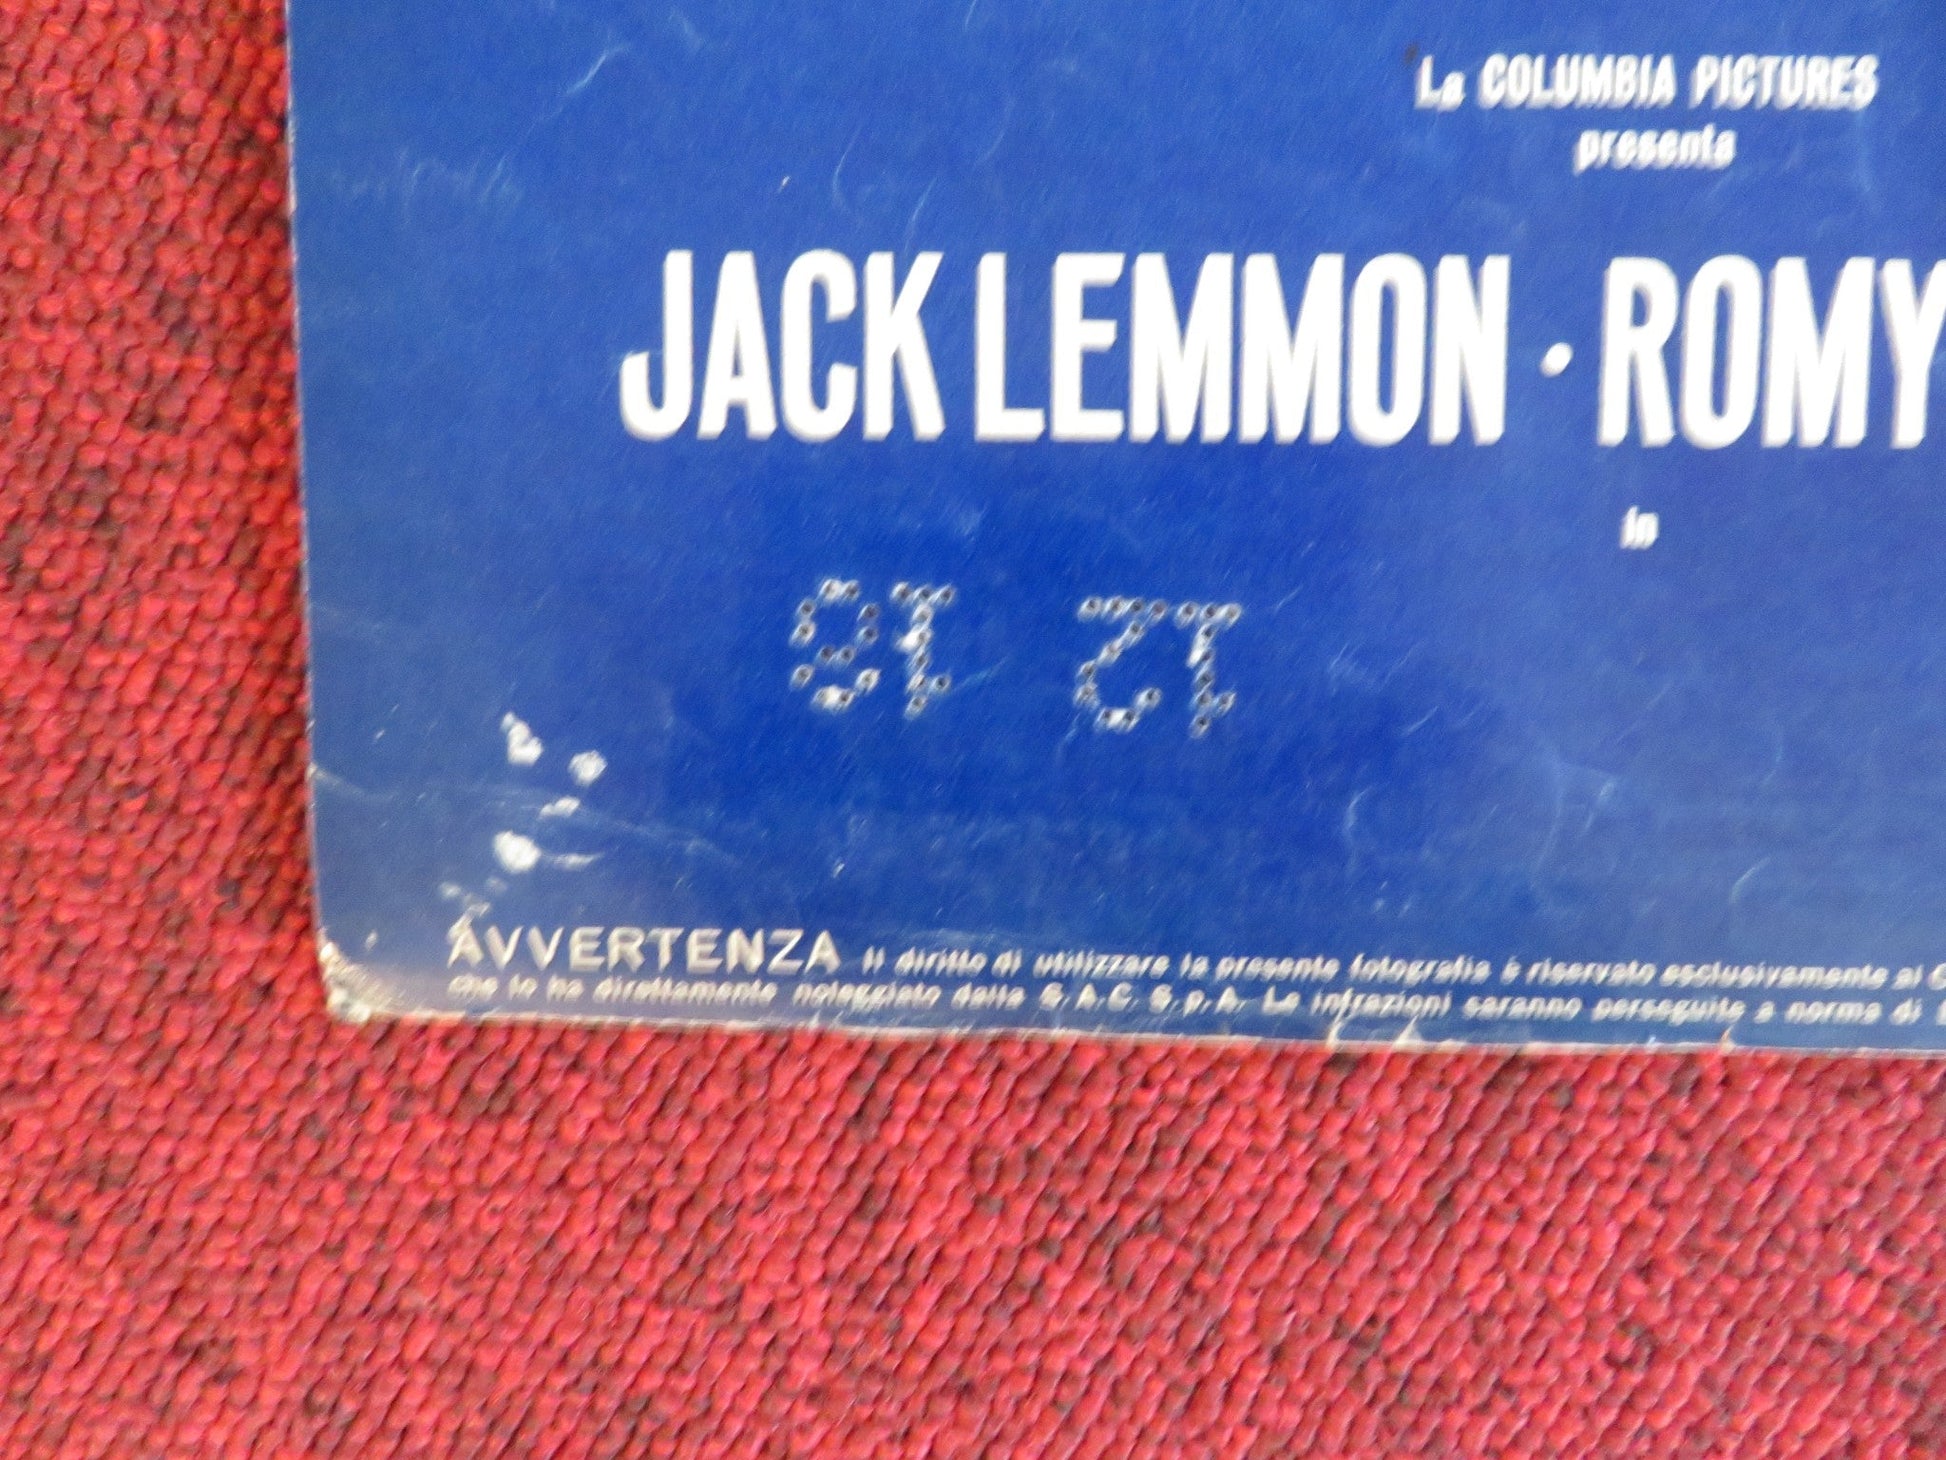 La COLUMBIA PICTURES
presenta
JACK LEMMON · ROMY
in
AVVERTENZA Il diritto di utilizzare la presente fotografia è riservato esclusivamente al C
che lo ha direttamente noleggiato dalla S.A.C. S.p.A. Le infrazioni saranno perseguite a norma di